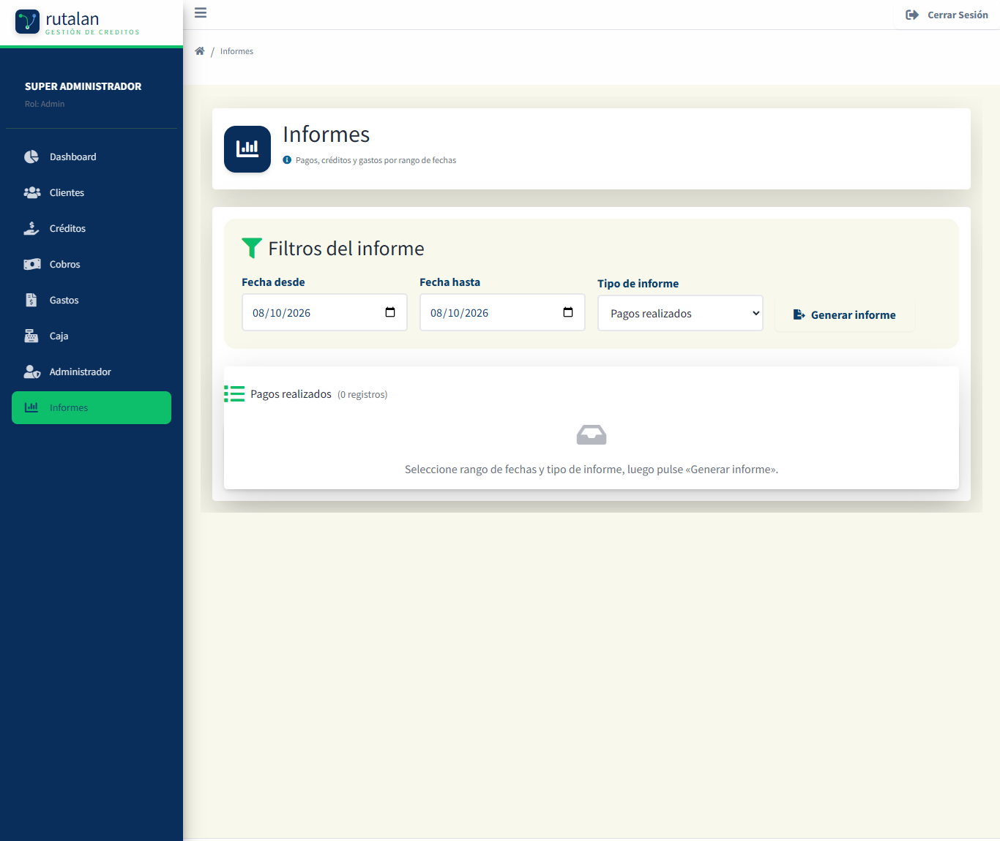 rutalan
GESTIÓN DE CREDITOS
Cerrar Sesión
/ Informes
SUPER ADMINISTRADOR
Rol: Admin
Dashboard
Clientes
Créditos
Cobros
Gastos
Caja
Administrador
Informes
Informes
Pagos, créditos y gastos por rango de fechas
Filtros del informe
Fecha desde
Fecha hasta
Tipo de informe
08/10/2026
08/10/2026
Pagos realizados
Generar informe
Pagos realizados (0 registros)
Seleccione rango de fechas y tipo de informe, luego pulse «Generar informe».